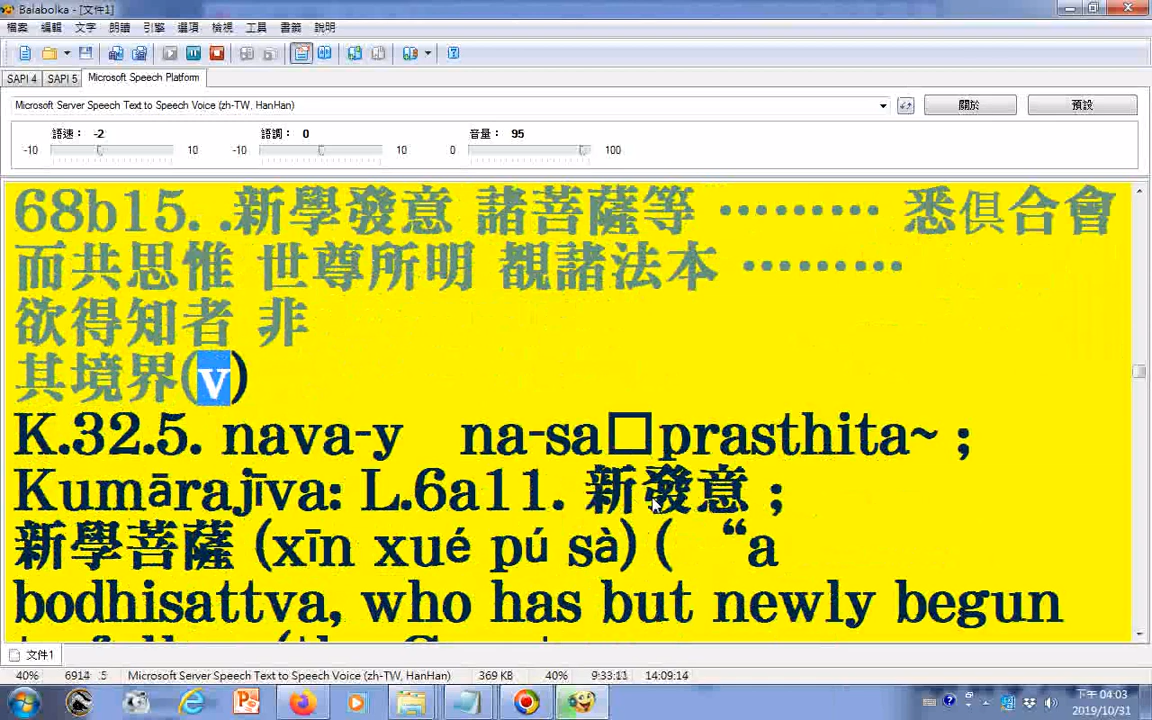 Balabolka - [文件1]
檔案 編輯 文字 朗讀 引擎 選項 檢視 工具 書籤 說明
SAPI 4 SAPI 5 Microsoft Speech Platform
Microsoft Server Speech Text to Speech Voice (zh-TW, HanHan) 關於 預設
語速: -2 語調: 0 音量: 95
-10 10 -10 10 0 100
68b15. .新學發意 諸菩薩等 ‧‧‧‧‧‧‧‧‧ 悉俱合會
而共思惟 世尊所明 覩諸法本 ‧‧‧‧‧‧‧‧‧
欲得知者 非
其境界(v)
K.32.5. nava-y na-sa□prasthita~ ;
Kumārajīva: L.6a11. 新發意 ;
新學菩薩 (xīn xué pú sà) ( “a
bodhisattva, who has but newly begun
文件1
40% 6914 .5 Microsoft Server Speech Text to Speech Voice (zh-TW, HanHan) 369 KB 40% 9:33:11 14:09:14
下午 04:03
2019/10/31